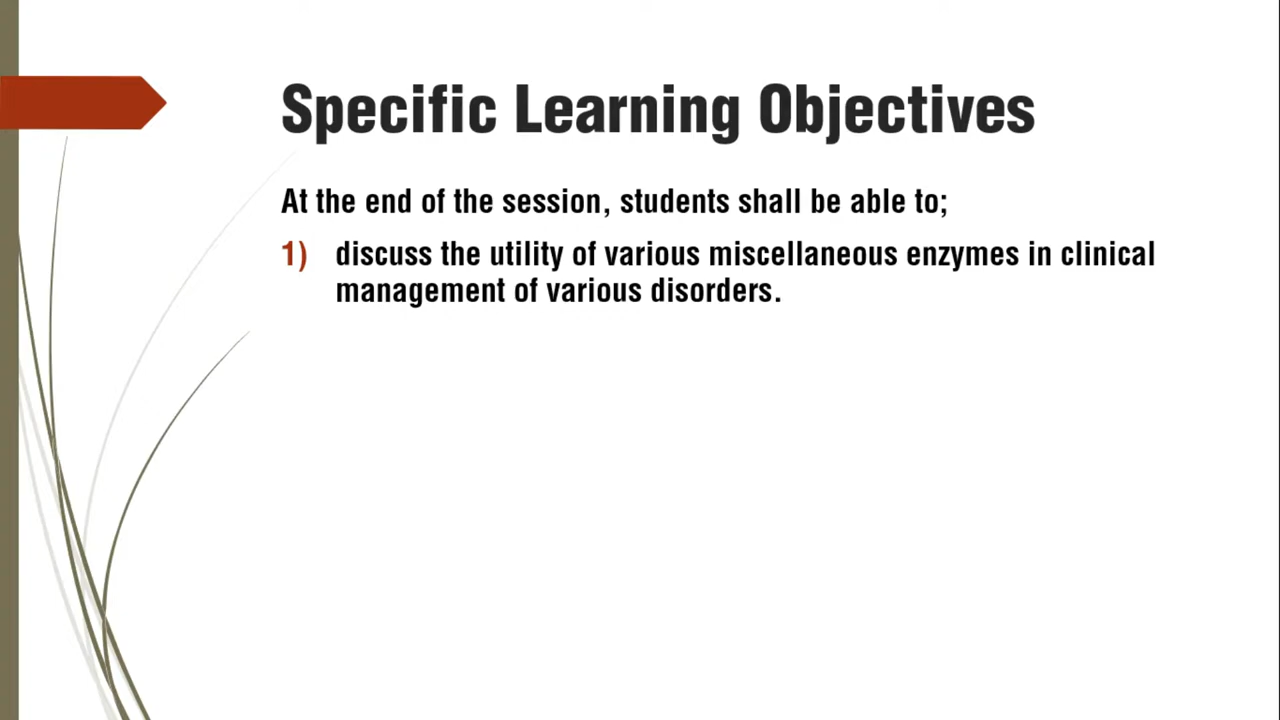 Specific Learning Objectives
At the end of the session, students shall be able to;
1) discuss the utility of various miscellaneous enzymes in clinical
management of various disorders.